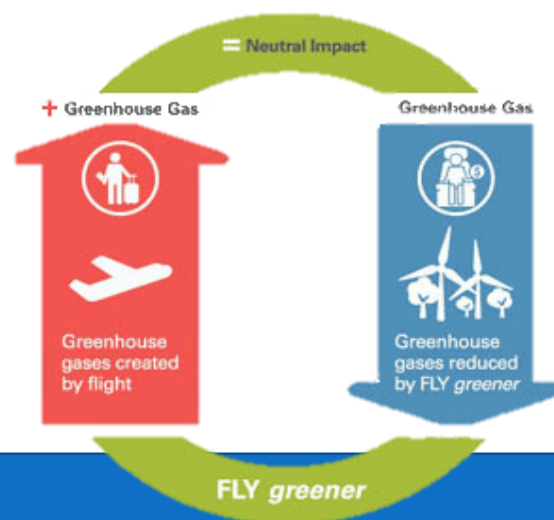 = Neutral Impact
+ Greenhouse Gas
Greenhouse Gas
$
Greenhouse
gases created
by flight
Greenhouse
gases reduced
by FLY greener
FLY greener